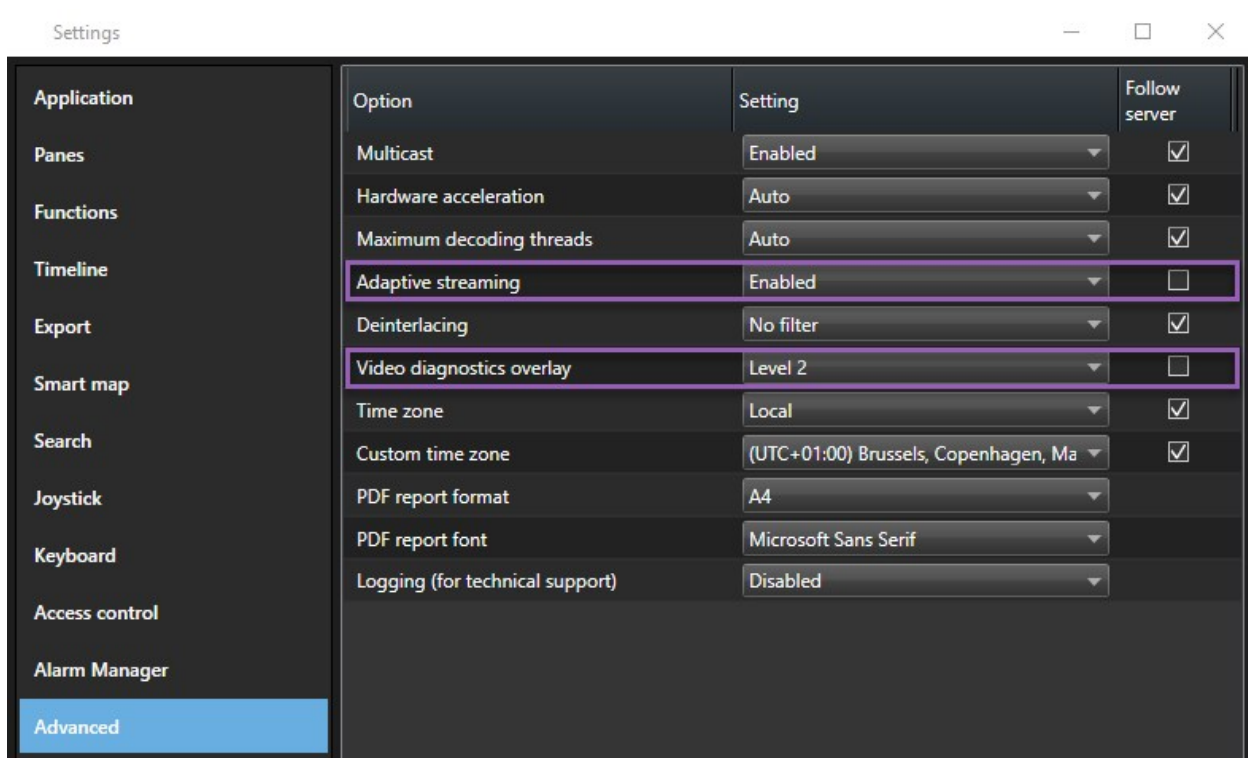 Settings
Application
Panes
Functions
Timeline
Export
Smart map
Search
Joystick
Keyboard
Access control
Alarm Manager
Advanced
Option Setting Follow
server
Multicast Enabled
Hardware acceleration Auto
Maximum decoding threads Auto
Adaptive streaming Enabled
Deinterlacing No filter
Video diagnostics overlay Level 2
Time zone Local
Custom time zone (UTC+01:00) Brussels, Copenhagen, Ma
PDF report format A4
PDF report font Microsoft Sans Serif
Logging (for technical support) Disabled